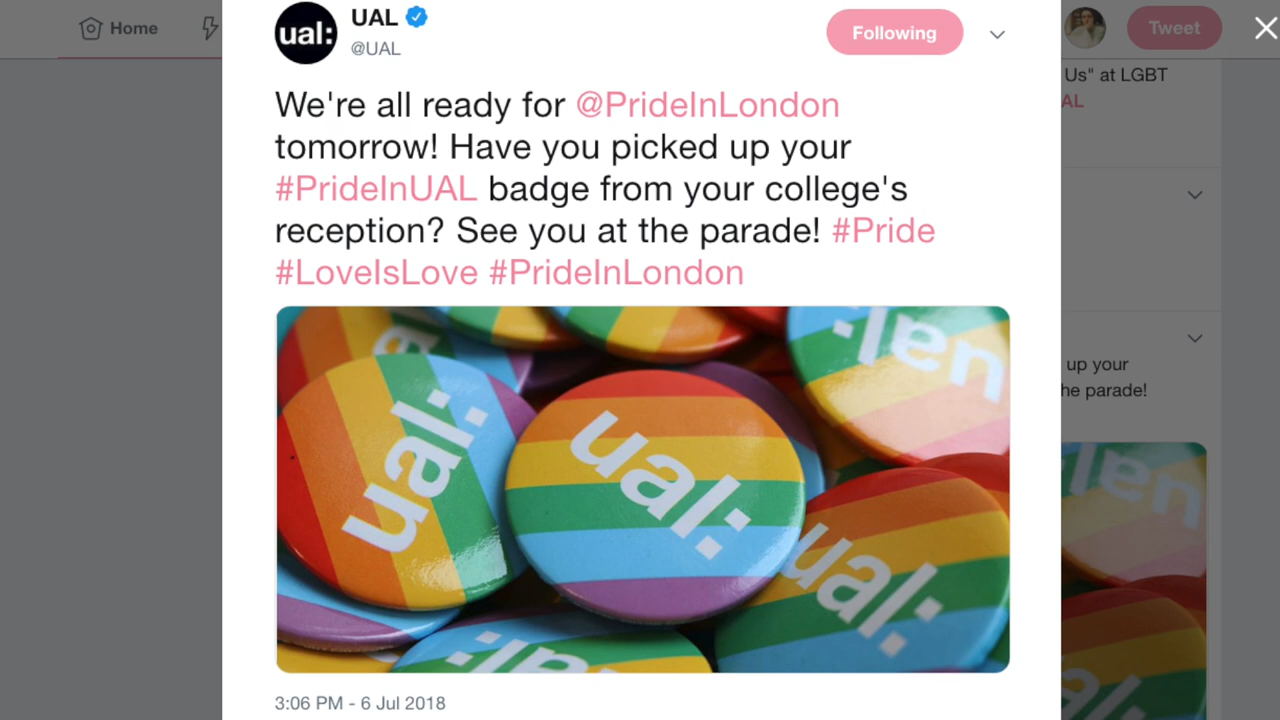 Home
ual:
UAL
@UAL
Following
Tweet
Us" at LGBT
AL
We're all ready for @PrideInLondon
tomorrow! Have you picked up your
#PrideInUAL badge from your college's
reception? See you at the parade! #Pride
#LoveIsLove #PrideInLondon
up your
he parade!
ual:
ual:
ual:
ual:
ual:
3:06 PM - 6 Jul 2018